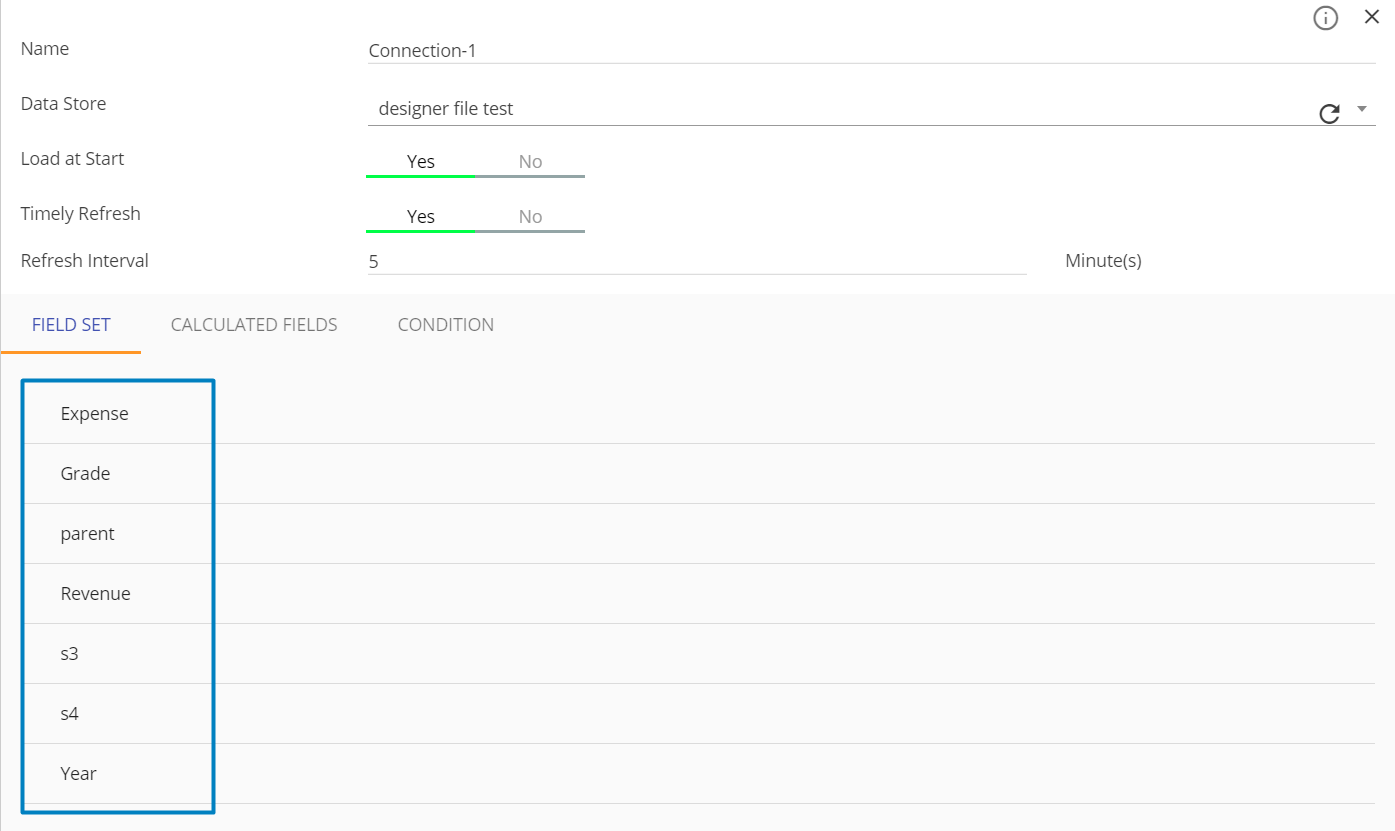 Name
Connection-1
Data Store
designer file test
Load at Start
Yes No
Timely Refresh
Yes No
Refresh Interval
5 Minute(s)
FIELD SET CALCULATED FIELDS CONDITION
Expense
Grade
parent
Revenue
s3
s4
Year